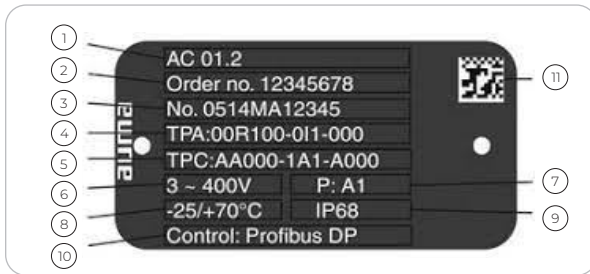 1
AC 01.2
2
Order no. 12345678
3
No. 0514MA12345
4
TPA:00R100-0I1-000
5
TPC:AA000-1A1-A000
6
3 ~ 400V
P: A1
7
8
-25/+70°C
IP68
9
10
Control: Profibus DP
11
auma